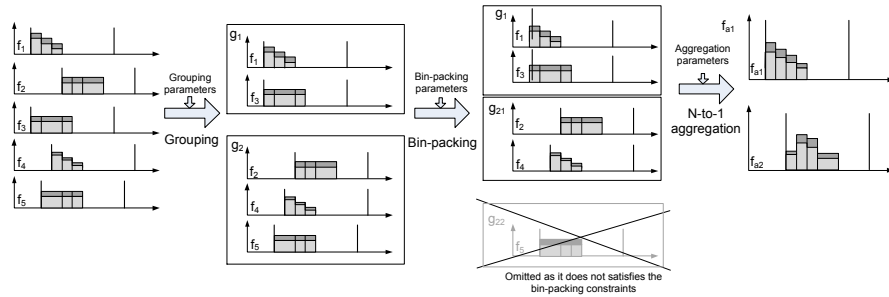 f1
f2
f3
f4
f5
Grouping
parameters
Grouping
g1
f1
f3
g2
f2
f4
f5
Bin-packing
parameters
Bin-packing
g1
f1
f3
g21
f2
f4
g22
f5
Omitted as it does not satisfies the
bin-packing constraints
Aggregation
parameters
N-to-1
aggregation
fa1
fa1
fa2